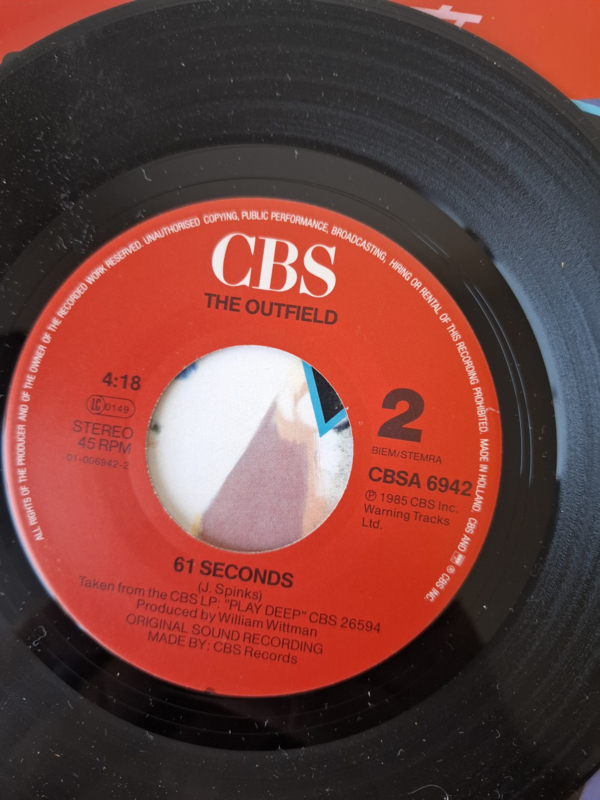 ALL RIGHTS OF THE PRODUCER AND OF THE OWNER OF THE RECORDED WORK RESERVED. UNAUTHORISED COPYING, PUBLIC PERFORMANCE, BROADCASTING, HIRING OR RENTAL OF THIS RECORDING PROHIBITED. MADE IN HOLLAND. CBS AND ® CBS INC.
CBS
THE OUTFIELD
4:18
LC 0149
STEREO
45 RPM
01-006942-2
2
BIEM/STEMRA
CBSA 6942
℗ 1985 CBS Inc.
Warning Tracks
Ltd.
61 SECONDS
(J. Spinks)
Taken from the CBS LP: "PLAY DEEP" CBS 26594
Produced by William Wittman
ORIGINAL SOUND RECORDING
MADE BY: CBS Records